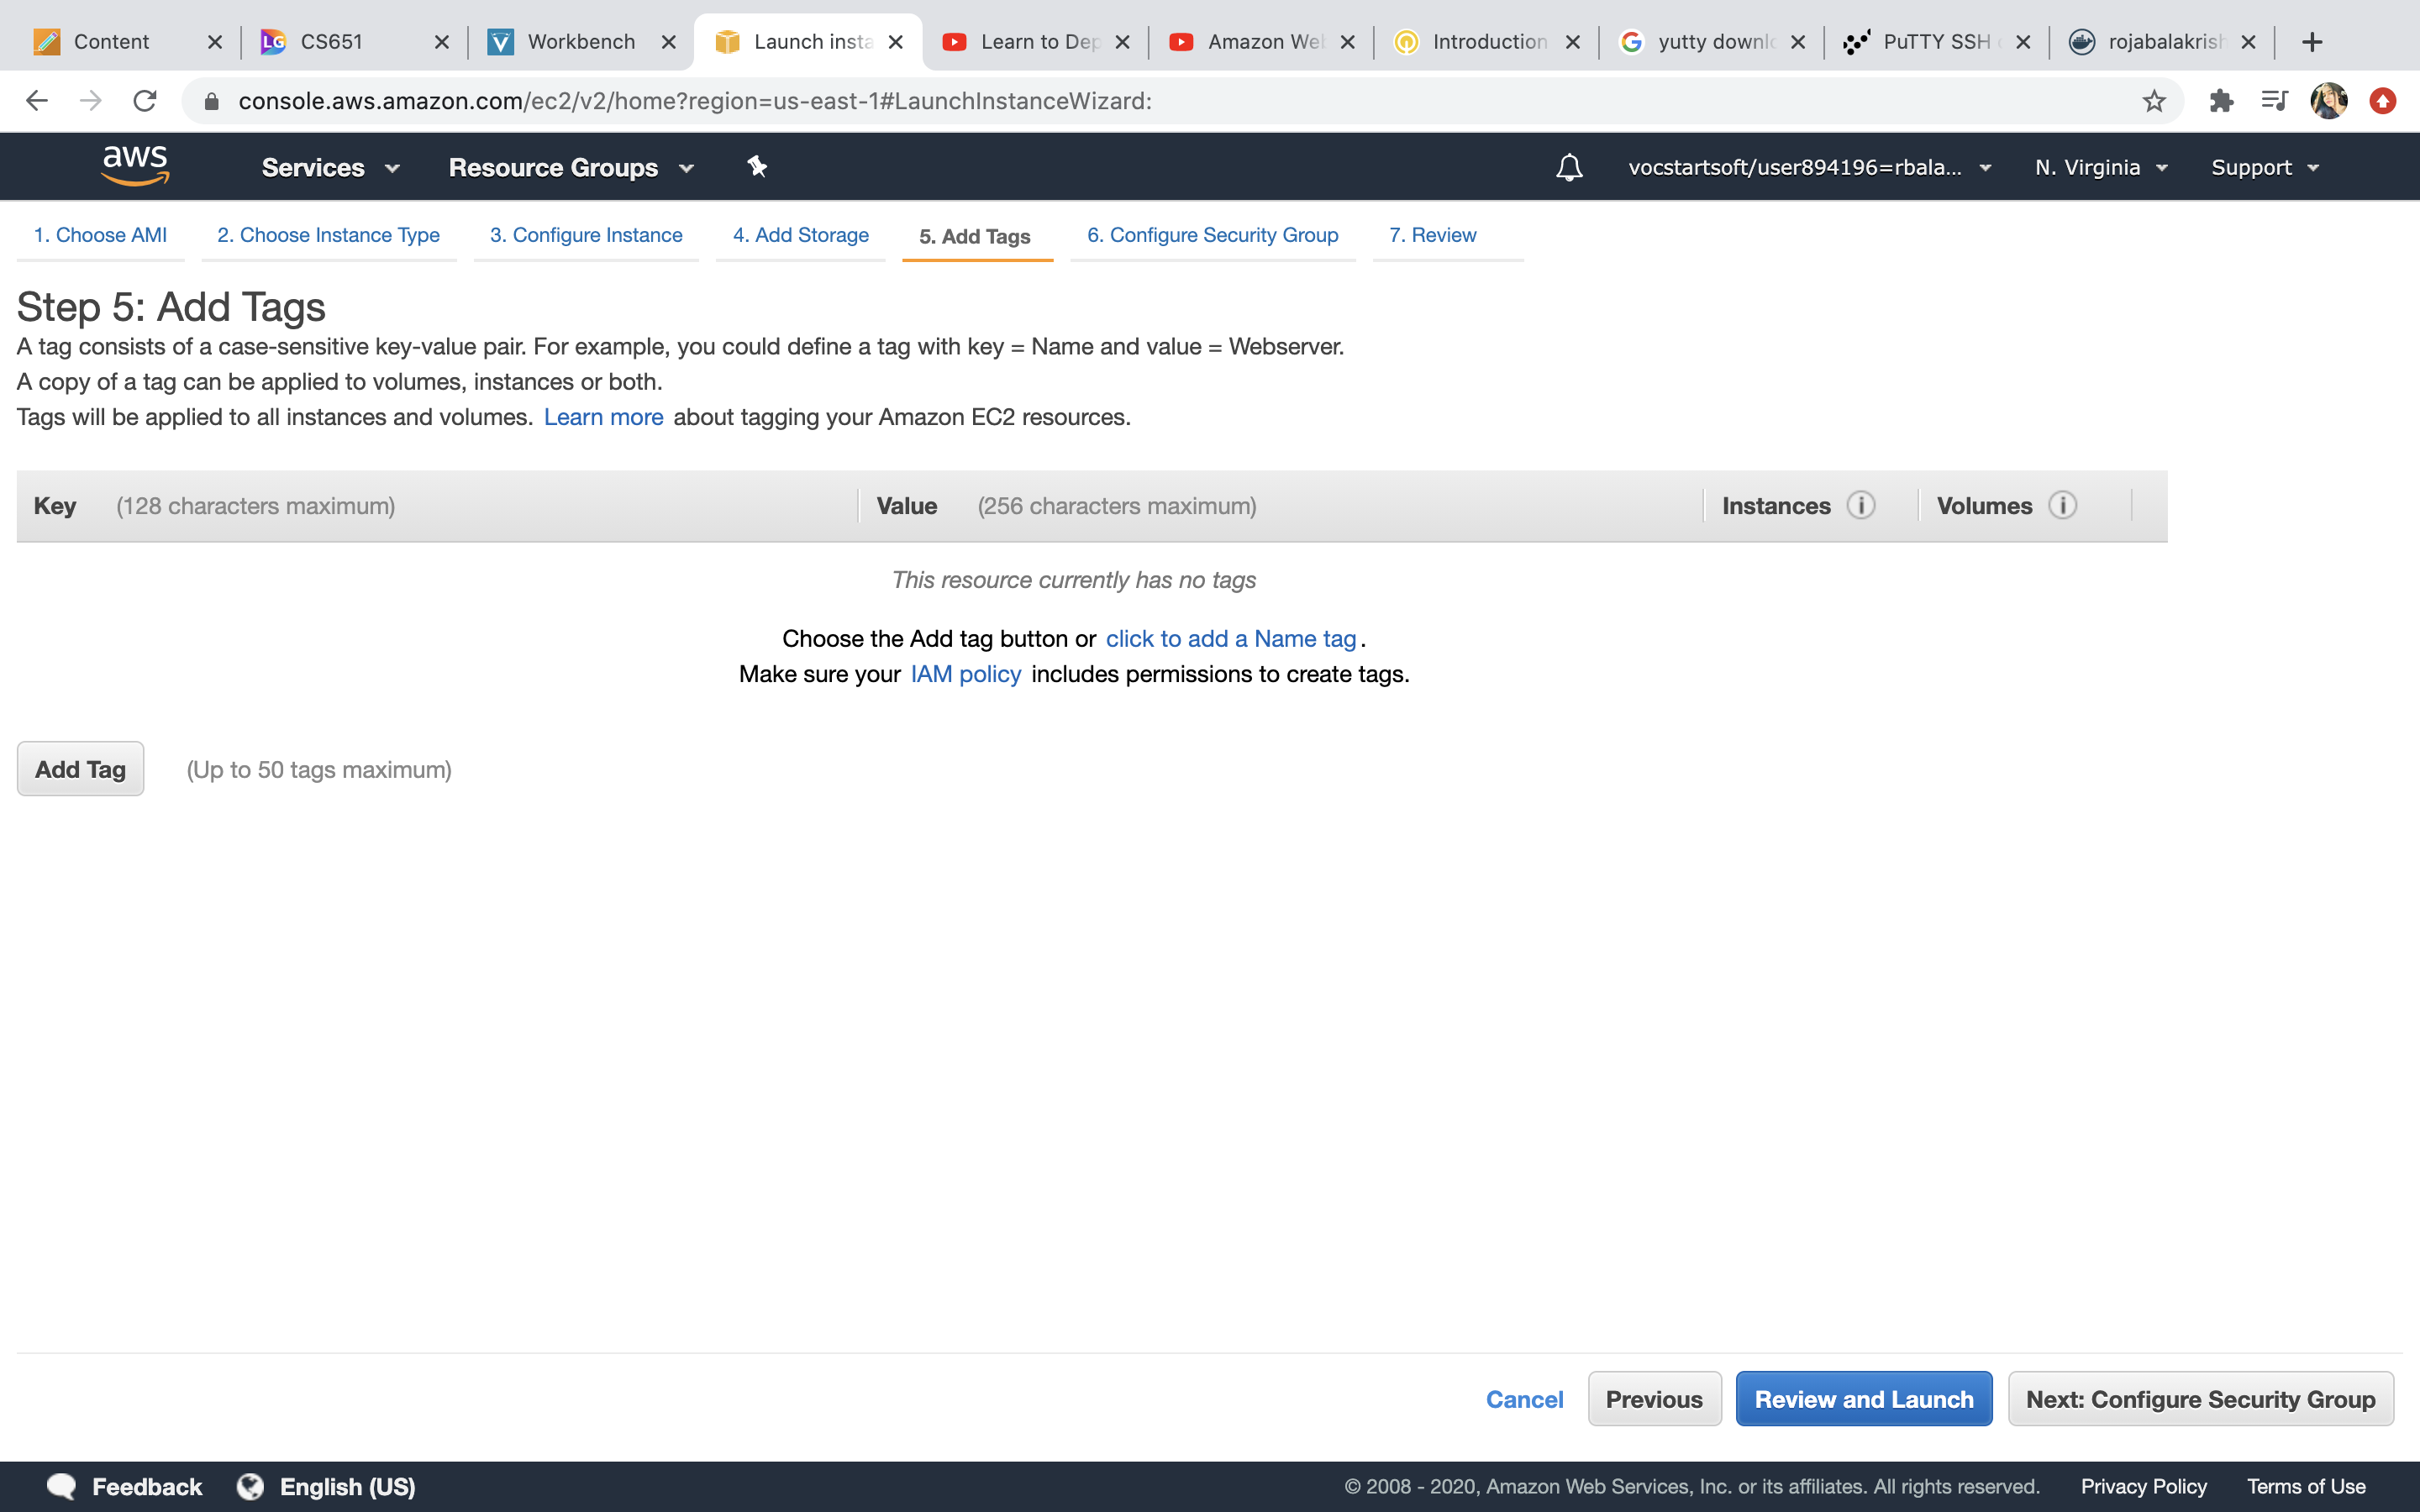 Content
CS651
Workbench
Launch insta
Learn to Dep
Amazon Web
Introduction
yutty downlo
PuTTY SSH c
rojabalakrish
console.aws.amazon.com/ec2/v2/home?region=us-east-1#LaunchInstanceWizard:
aws Services Resource Groups vocstartsoft/user894196=rbala... N. Virginia Support
1. Choose AMI 2. Choose Instance Type 3. Configure Instance 4. Add Storage 5. Add Tags 6. Configure Security Group 7. Review
Step 5: Add Tags
A tag consists of a case-sensitive key-value pair. For example, you could define a tag with key = Name and value = Webserver.
A copy of a tag can be applied to volumes, instances or both.
Tags will be applied to all instances and volumes. Learn more about tagging your Amazon EC2 resources.
Key (128 characters maximum) Value (256 characters maximum) Instances Volumes
This resource currently has no tags
Choose the Add tag button or click to add a Name tag.
Make sure your IAM policy includes permissions to create tags.
Add Tag (Up to 50 tags maximum)
Cancel Previous Review and Launch Next: Configure Security Group
Feedback English (US) © 2008 - 2020, Amazon Web Services, Inc. or its affiliates. All rights reserved. Privacy Policy Terms of Use